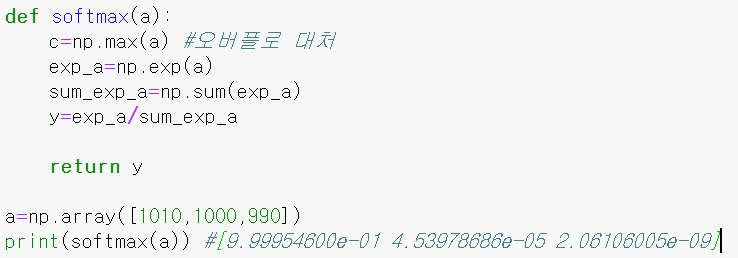 def softmax(a):
    c=np.max(a) #오버플로 대처
    exp_a=np.exp(a)
    sum_exp_a=np.sum(exp_a)
    y=exp_a/sum_exp_a
    return y
a=np.array([1010,1000,990])
print(softmax(a)) #[9.99954600e-01 4.53978686e-05 2.06106005e-09]